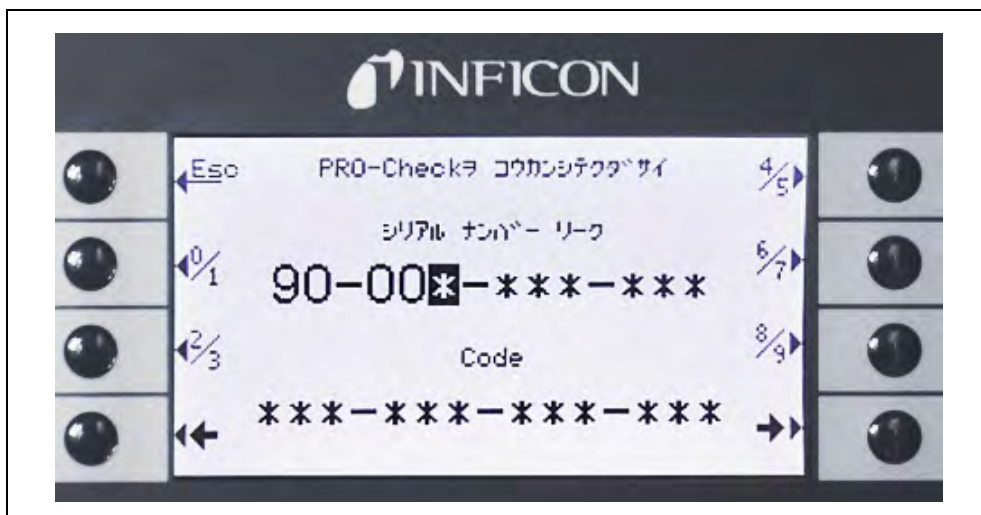 INFICON
Esc PRO-Checkヲ コウカンシテクダサイ 4/5
シリアル ナンバー リーク
0/1 90-00*-***-*** 6/7
2/3 Code 8/9
← ***-***-***-*** →